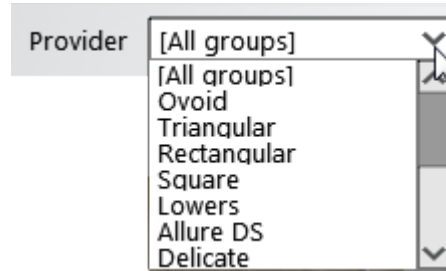 Provider [All groups]
[All groups]
Ovoid
Triangular
Rectangular
Square
Lowers
Allure DS
Delicate